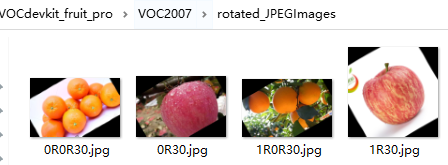 VOCdevkit_fruit_pro > VOC2007 > rotated_JPEGImages
0R0R30.jpg 0R30.jpg 1R0R30.jpg 1R30.jpg